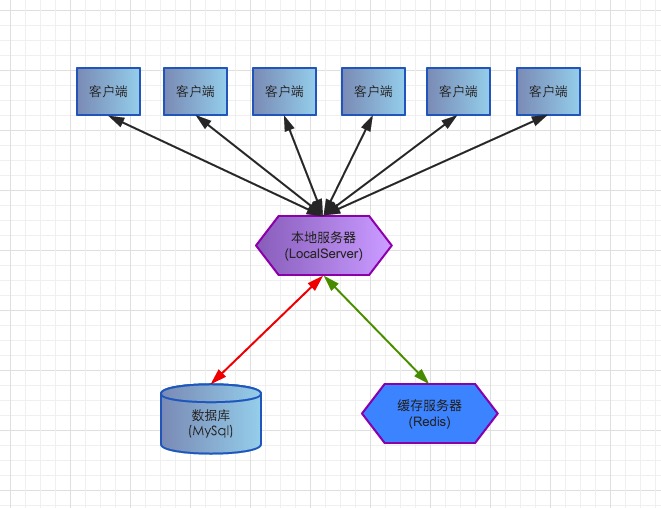 客户端
客户端
客户端
客户端
客户端
客户端
本地服务器
(LocalServer)
数据库
(MySql)
缓存服务器
(Redis)